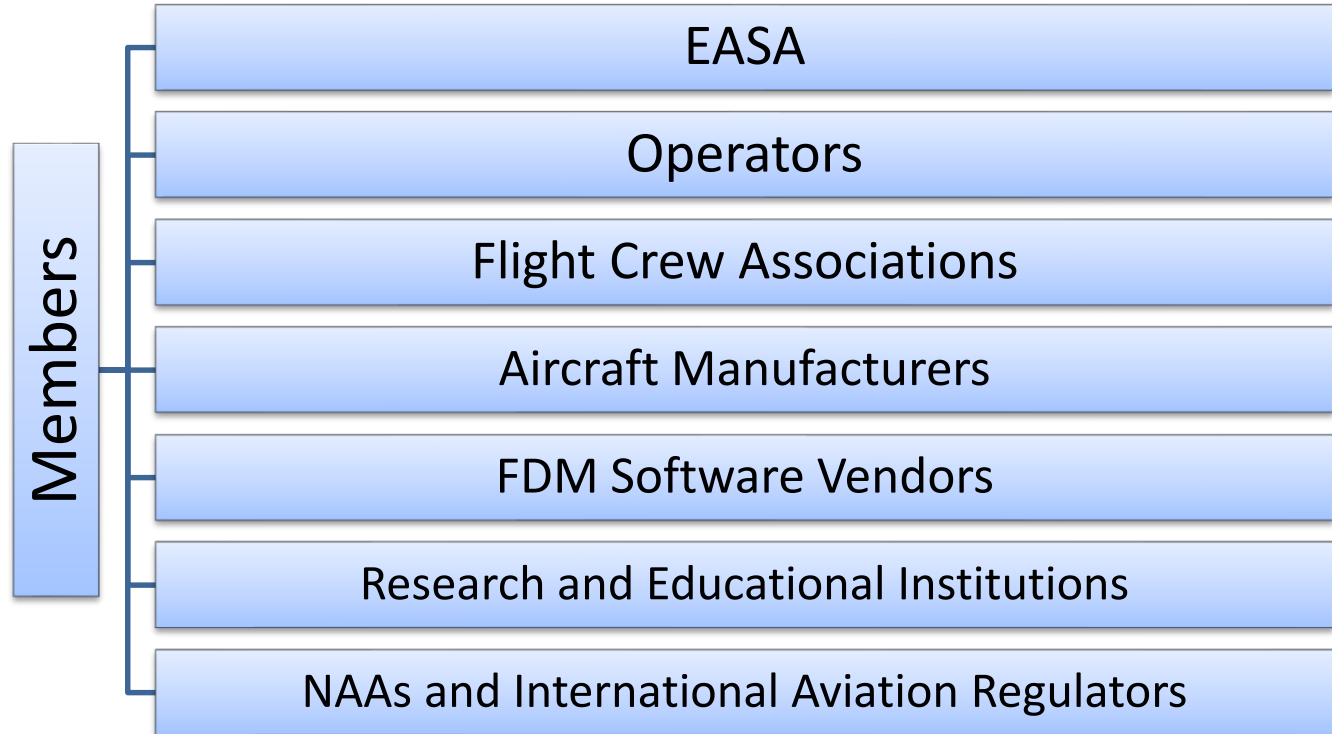 Members
EASA
Operators
Flight Crew Associations
Aircraft Manufacturers
FDM Software Vendors
Research and Educational Institutions
NAAs and International Aviation Regulators